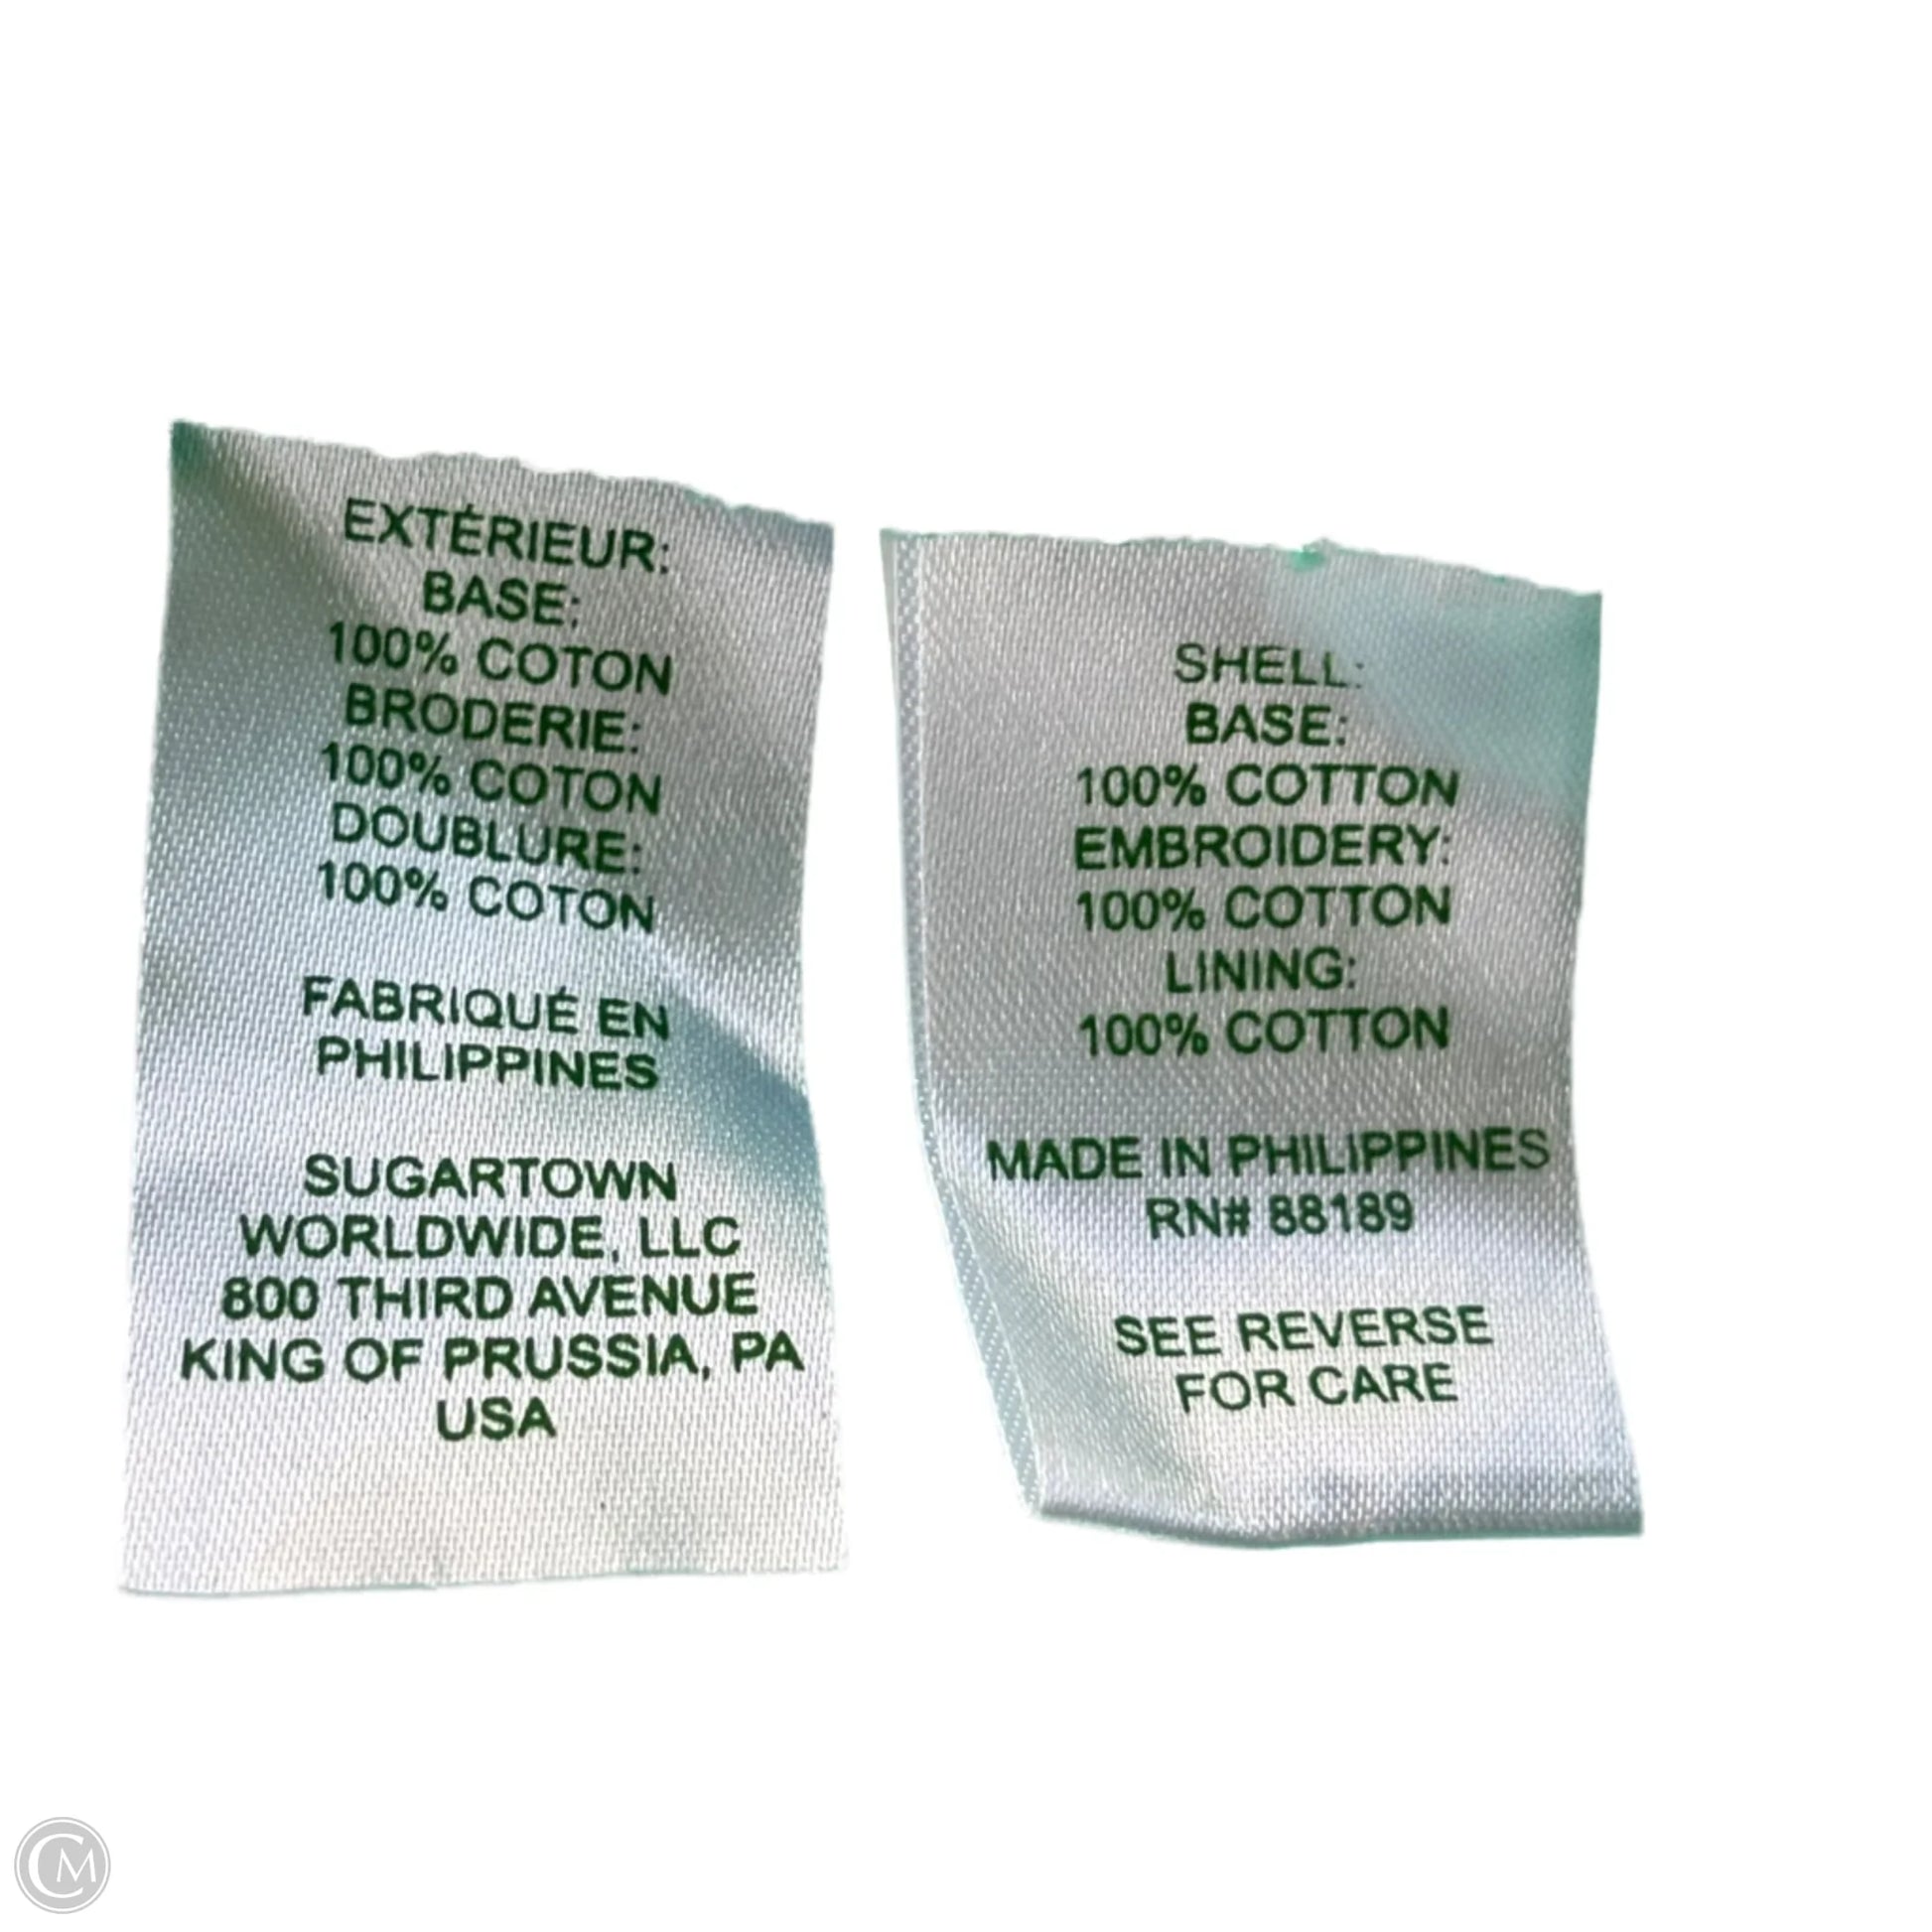 EXTÉRIEUR:
BASE:
100% COTON
BRODERIE:
100% COTON
DOUBLURE:
100% COTON
FABRIQUÉ EN
PHILIPPINES
SUGARTOWN
WORLDWIDE, LLC
800 THIRD AVENUE
KING OF PRUSSIA, PA
USA
SHELL:
BASE:
100% COTTON
EMBROIDERY:
100% COTTON
LINING:
100% COTTON
MADE IN PHILIPPINES
RN# 88189
SEE REVERSE
FOR CARE
CM